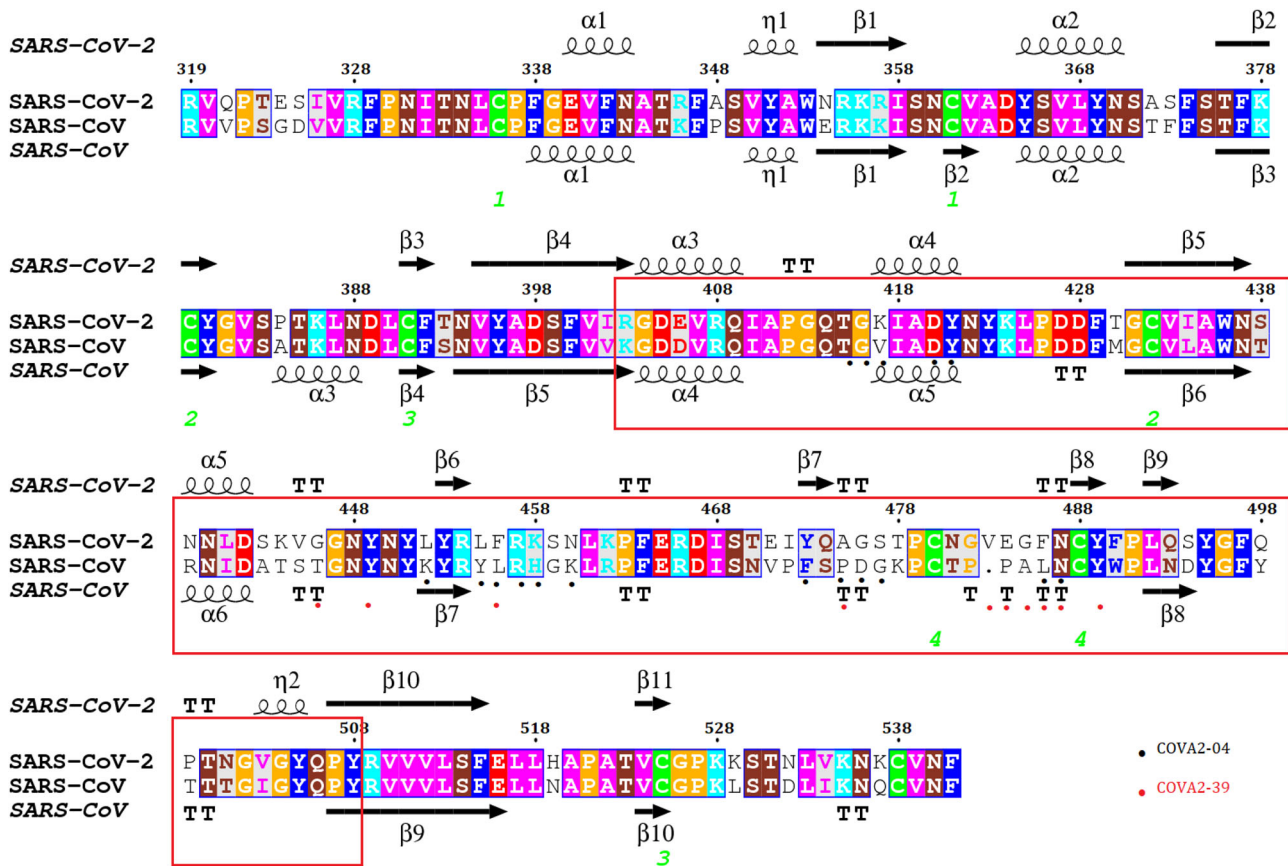 α1 η1 β1 α2 β2
SARS-CoV-2
319 328 338 348 358 368 378
SARS-CoV-2 RVQPTESIVRFPNITNLCPFGEVFNATRFASVYAWNRKRISNCVADYSVLYNSASFSTFK
SARS-CoV RVVPSGDVVRFPNITNLCPFGEVFNATKFPSVYAWERKKISNCVADYSVLYNSTFFSTFK
SARS-CoV
α1 η1 β1 β2 α2 β3
1 1
β3 β4 α3 α4 β5
SARS-CoV-2 TT
388 398 408 418 428 438
SARS-CoV-2 CYGVSPTKLNDLCFTNVYADSFVIRGDEVRQIAPGQTGKIADYNYKLPDDFTGCVIAWNS
SARS-CoV CYGVSATKLNDLCFSNVYADSFVVKGDDVRQIAPGQTGVIADYNYKLPDDFMGCVLAWNT
SARS-CoV TT
α3 β4 β5 α4 α5 β6
2 3 2
α5 β6 β7 β8 β9
SARS-CoV-2 TT TT TT TT
448 458 468 478 488 498
SARS-CoV-2 NNLDSKVGGNYNYLYRLFRKSNLKPFERDISTEIYQAGSTPCNGVEGFNCYFPLQSYGFQ
SARS-CoV RNIDATSTGNYNYKYRYLRHGKLRPFERDISNVPFSPDGKPCTP.PALNCYWPLNDYGFY
SARS-CoV TT TT TT T T TT
α6 β7 β8
4 4
η2 β10 β11
SARS-CoV-2 TT
508 518 528 538
SARS-CoV-2 PTNGVGYQPYRVVVLSFELLHAPATVCGPKKSTNLVKNKCVNF
SARS-CoV TTTGIGYQPYRVVVLSFELLNAPATVCGPKLSTDLIKNQCVNF
SARS-CoV TT TT
β9 β10
3
COVA2-04
COVA2-39